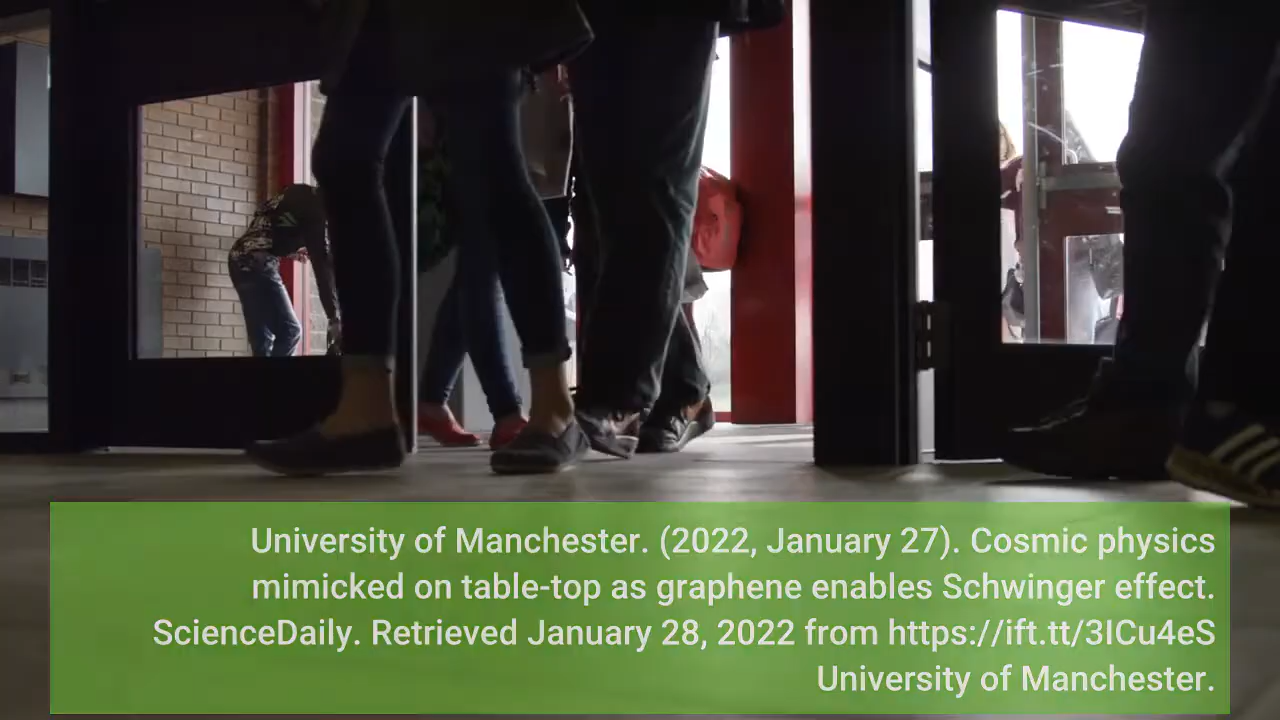 University of Manchester. (2022, January 27). Cosmic physics
mimicked on table-top as graphene enables Schwinger effect.
ScienceDaily. Retrieved January 28, 2022 from https://ift.tt/3ICu4eS
University of Manchester.